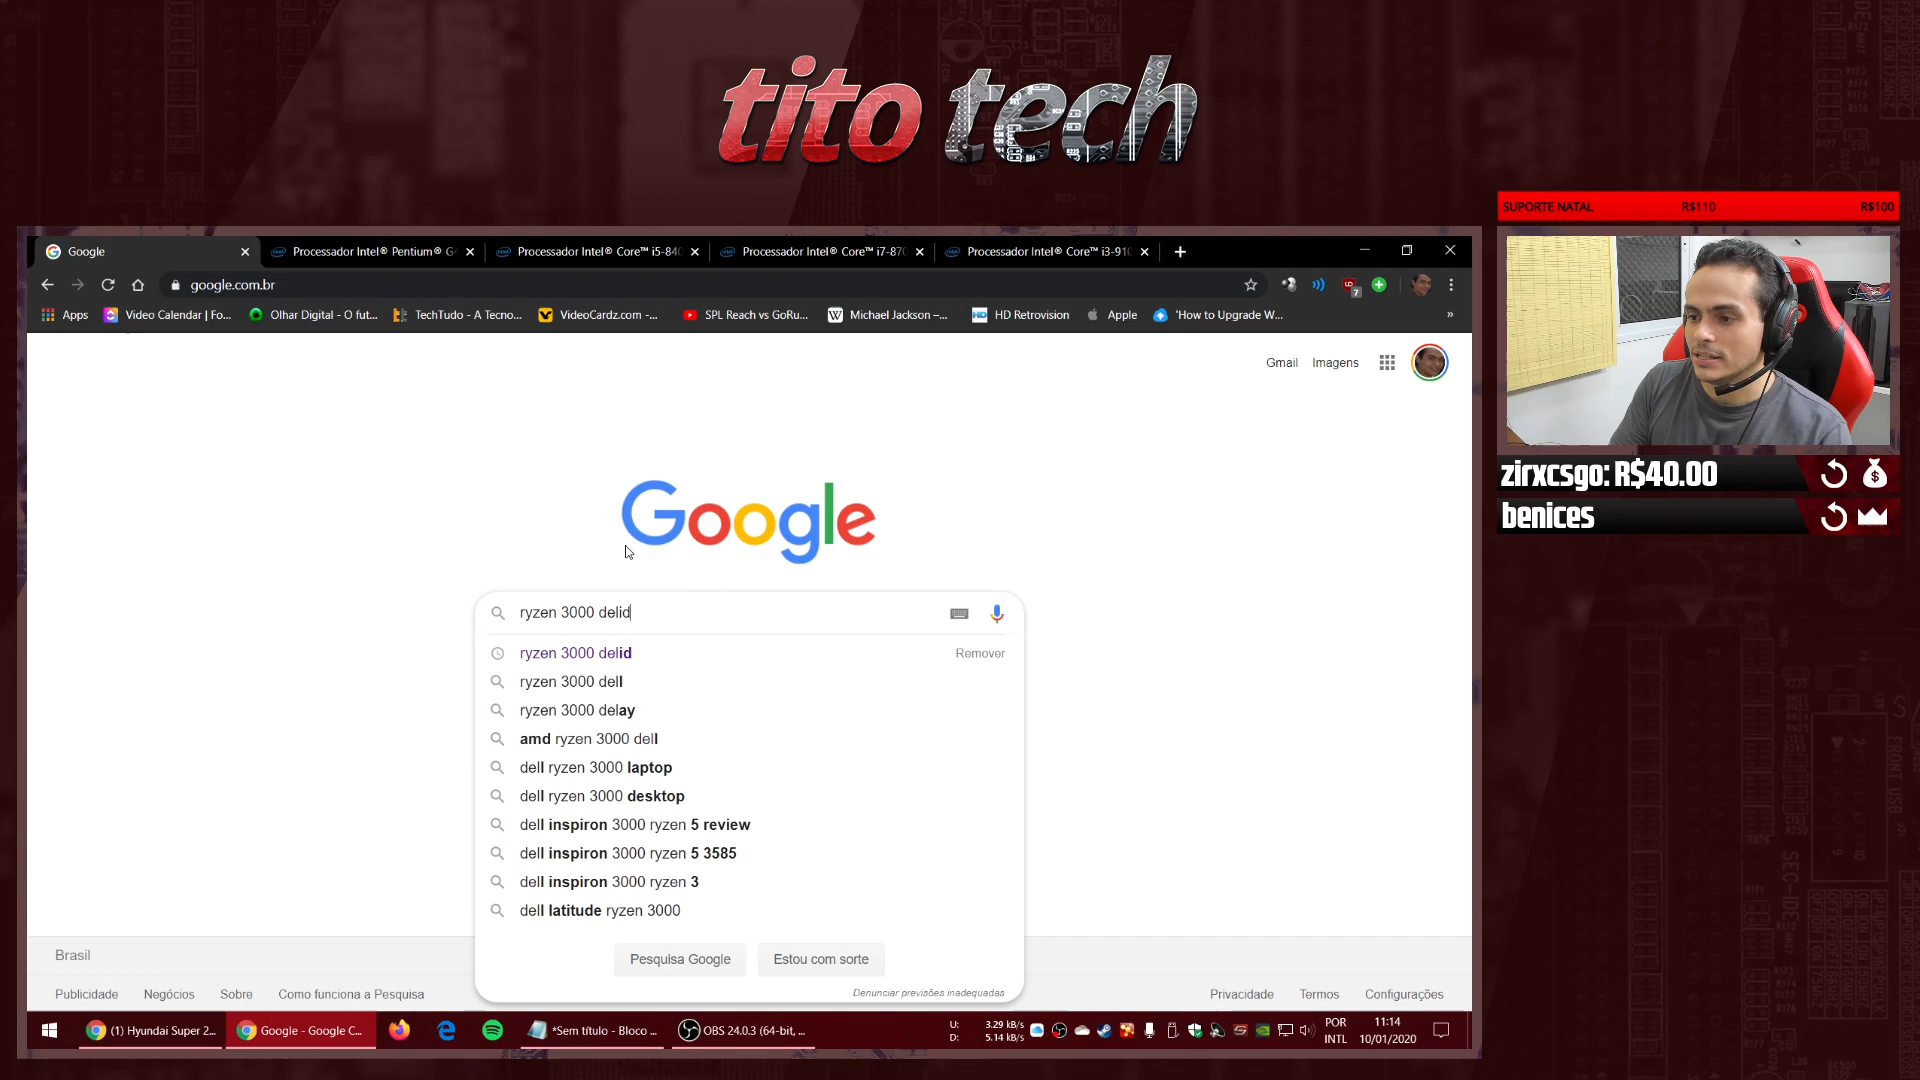 tito tech
SUPORTE NATAL R$110 R$100
Google
Processador Intel® Pentium® G4
Processador Intel® Core™ i5-840
Processador Intel® Core™ i7-870
Processador Intel® Core™ i3-910
google.com.br
Apps
Video Calendar | Fo...
Olhar Digital - O fut...
TechTudo - A Tecno...
VideoCardz.com -...
SPL Reach vs GoRu...
Michael Jackson –...
HD Retrovision
Apple
'How to Upgrade W...
Gmail Imagens
Google
ryzen 3000 delid
ryzen 3000 delid Remover
ryzen 3000 dell
ryzen 3000 delay
amd ryzen 3000 dell
dell ryzen 3000 laptop
dell ryzen 3000 desktop
dell inspiron 3000 ryzen 5 review
dell inspiron 3000 ryzen 5 3585
dell inspiron 3000 ryzen 3
dell latitude ryzen 3000
Pesquisa Google Estou com sorte
Denunciar previsões inadequadas
Brasil
Publicidade Negócios Sobre Como funciona a Pesquisa
Privacidade Termos Configurações
(1) Hyundai Super 2...
Google - Google C...
*Sem título - Bloco ...
OBS 24.0.3 (64-bit, ...
U: 3.29 kB/s
D: 5.14 kB/s
POR
INTL
11:14
10/01/2020
zirxcsgo: R$40.00
benices